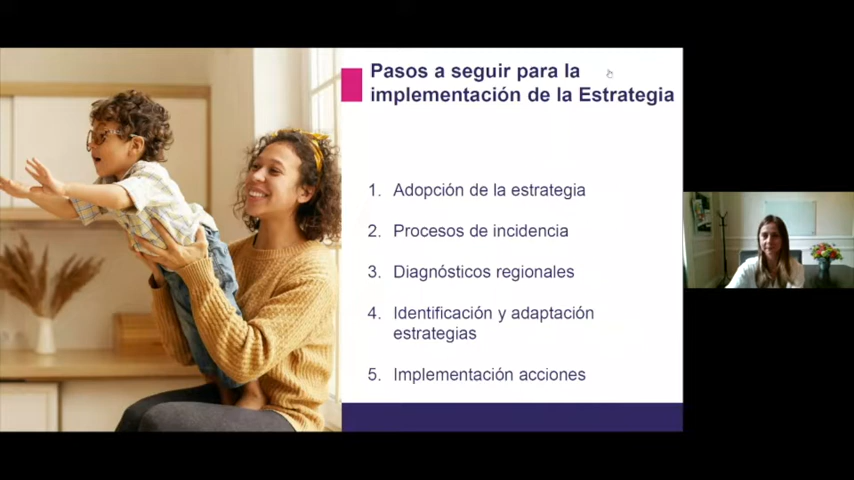 Pasos a seguir para la
implementación de la Estrategia
1. Adopción de la estrategia
2. Procesos de incidencia
3. Diagnósticos regionales
4. Identificación y adaptación
estrategias
5. Implementación acciones